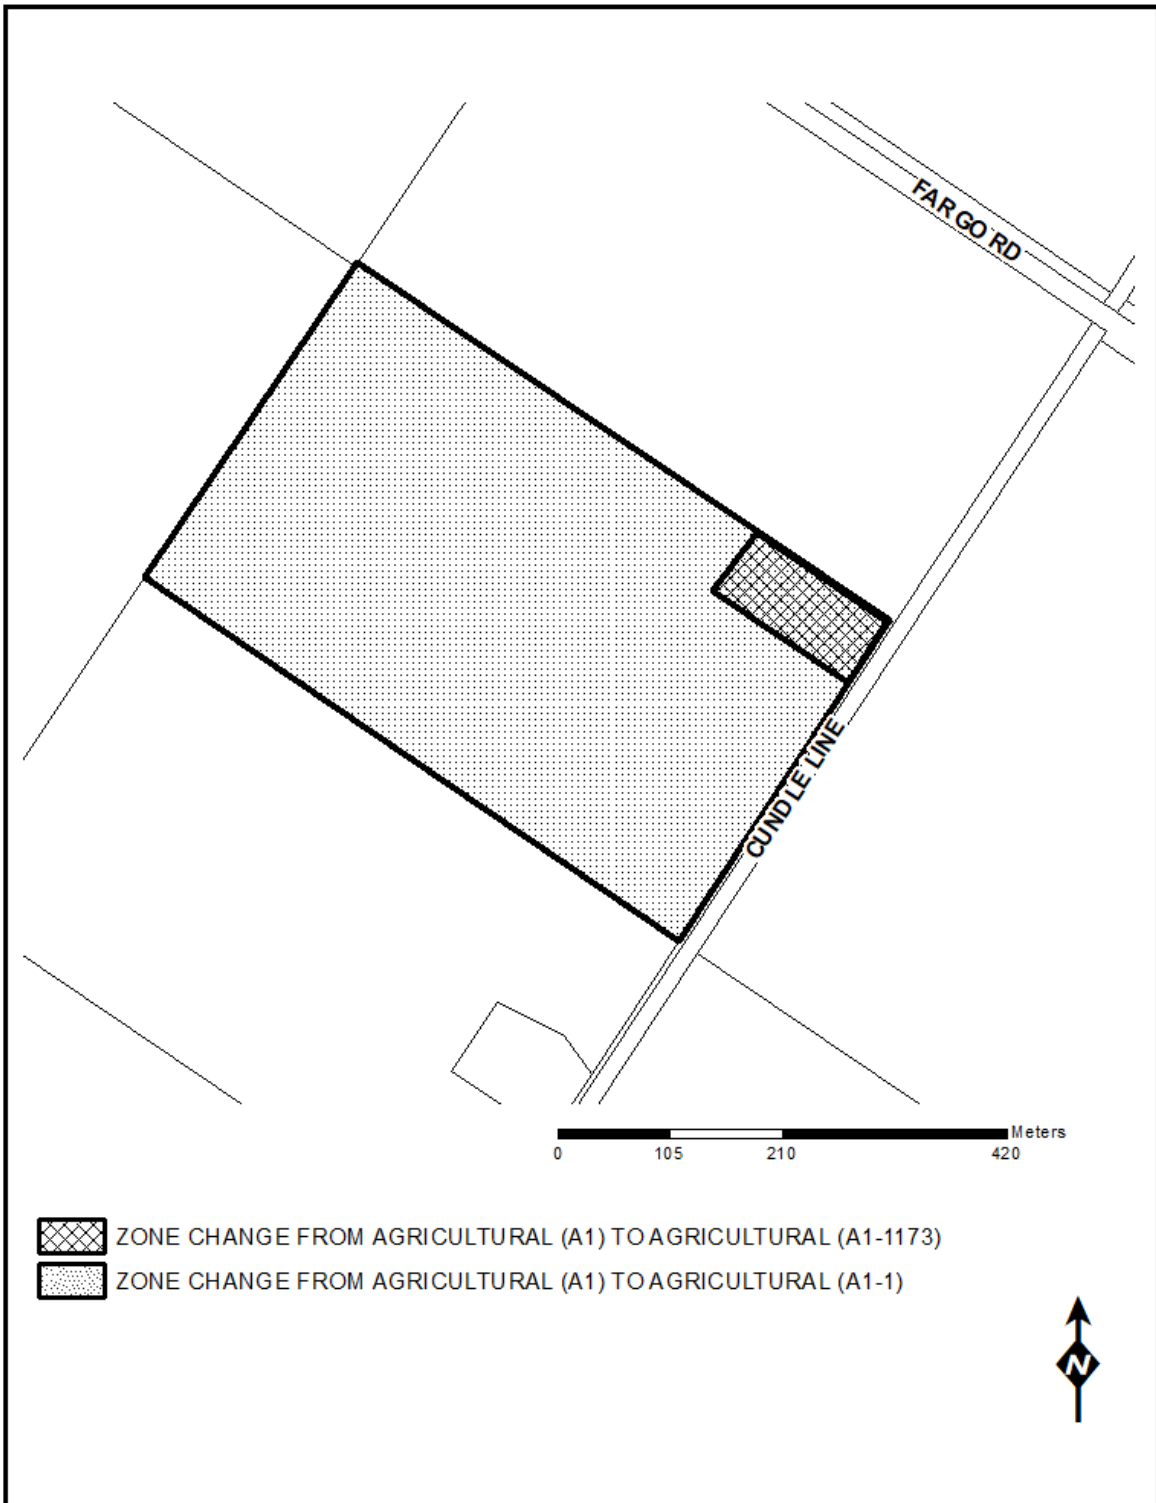 FARGO RD
CUNDLE LINE
Meters
0 105 210 420
ZONE CHANGE FROM AGRICULTURAL (A1) TO AGRICULTURAL (A1-1173)
ZONE CHANGE FROM AGRICULTURAL (A1) TO AGRICULTURAL (A1-1)
N